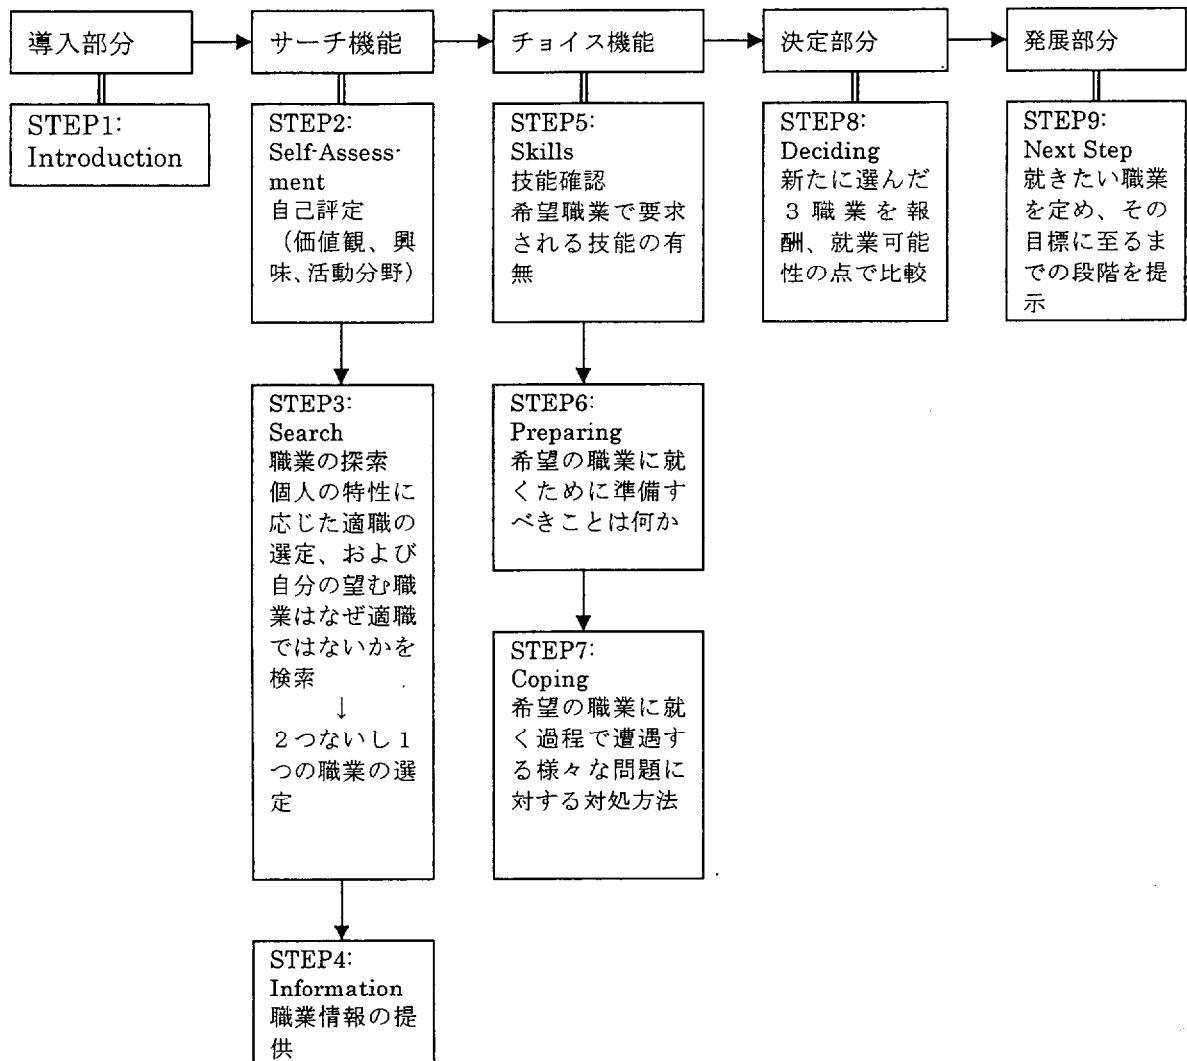 導入部分
サーチ機能
チョイス機能
決定部分
発展部分
STEP1:
Introduction
STEP2:
Self-Assess-
ment
自己評定
（価値観、興
味、活動分野）
STEP3:
Search
職業の探索
個人の特性に
応じた適職の
選定、および
自分の望む職
業はなぜ適職
ではないかを
検索
↓
２つないし１
つの職業の選
定
STEP4:
Information
職業情報の提
供
STEP5:
Skills
技能確認
希望職業で要求
される技能の有
無
STEP6:
Preparing
希望の職業に就
くために準備す
べきことは何か
STEP7:
Coping
希望の職業に就
く過程で遭遇す
る様々な問題に
対する対処方法
STEP8:
Deciding
新たに選んだ
３職業を報
酬、就業可能
性の点で比較
STEP9:
Next Step
就きたい職業
を定め、その
目標に至るま
での段階を提
示